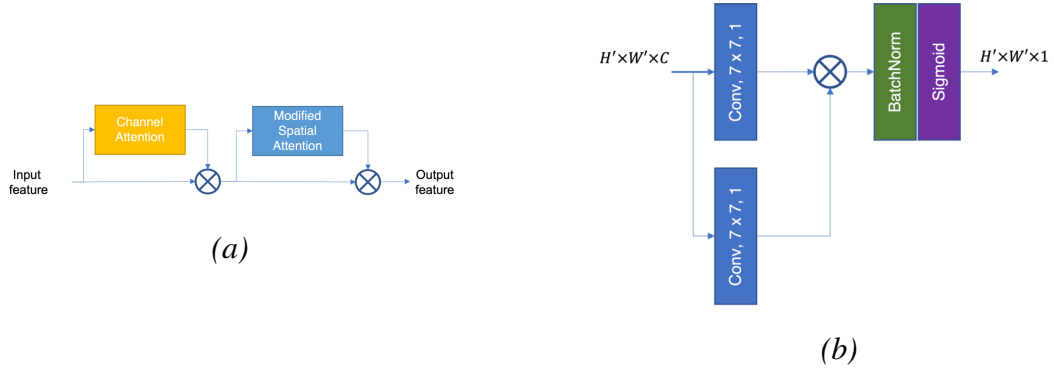 Channel
Attention
Modified
Spatial
Attention
Input
feature
Output
feature
(a)
H′×W′×C
Conv, 7 x 7, 1
Conv, 7 x 7, 1
BatchNorm
Sigmoid
H′×W′×1
(b)